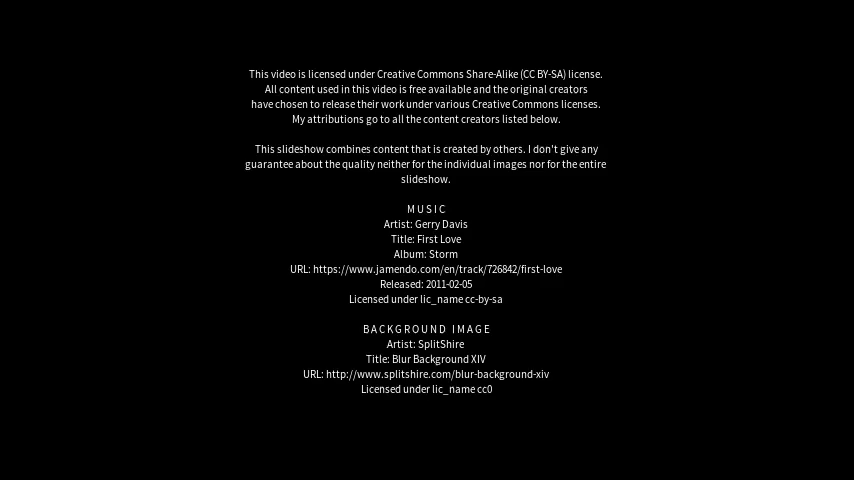 This video is licensed under Creative Commons Share-Alike (CC BY-SA) license.
All content used in this video is free available and the original creators
have chosen to release their work under various Creative Commons licenses.
My attributions go to all the content creators listed below.
This slideshow combines content that is created by others. I don't give any
guarantee about the quality neither for the individual images nor for the entire
slideshow.
MUSIC
Artist: Gerry Davis
Title: First Love
Album: Storm
URL: https://www.jamendo.com/en/track/726842/first-love
Released: 2011-02-05
Licensed under lic_name cc-by-sa
BACKGROUND IMAGE
Artist: SplitShire
Title: Blur Background XIV
URL: http://www.splitshire.com/blur-background-xiv
Licensed under lic_name cc0